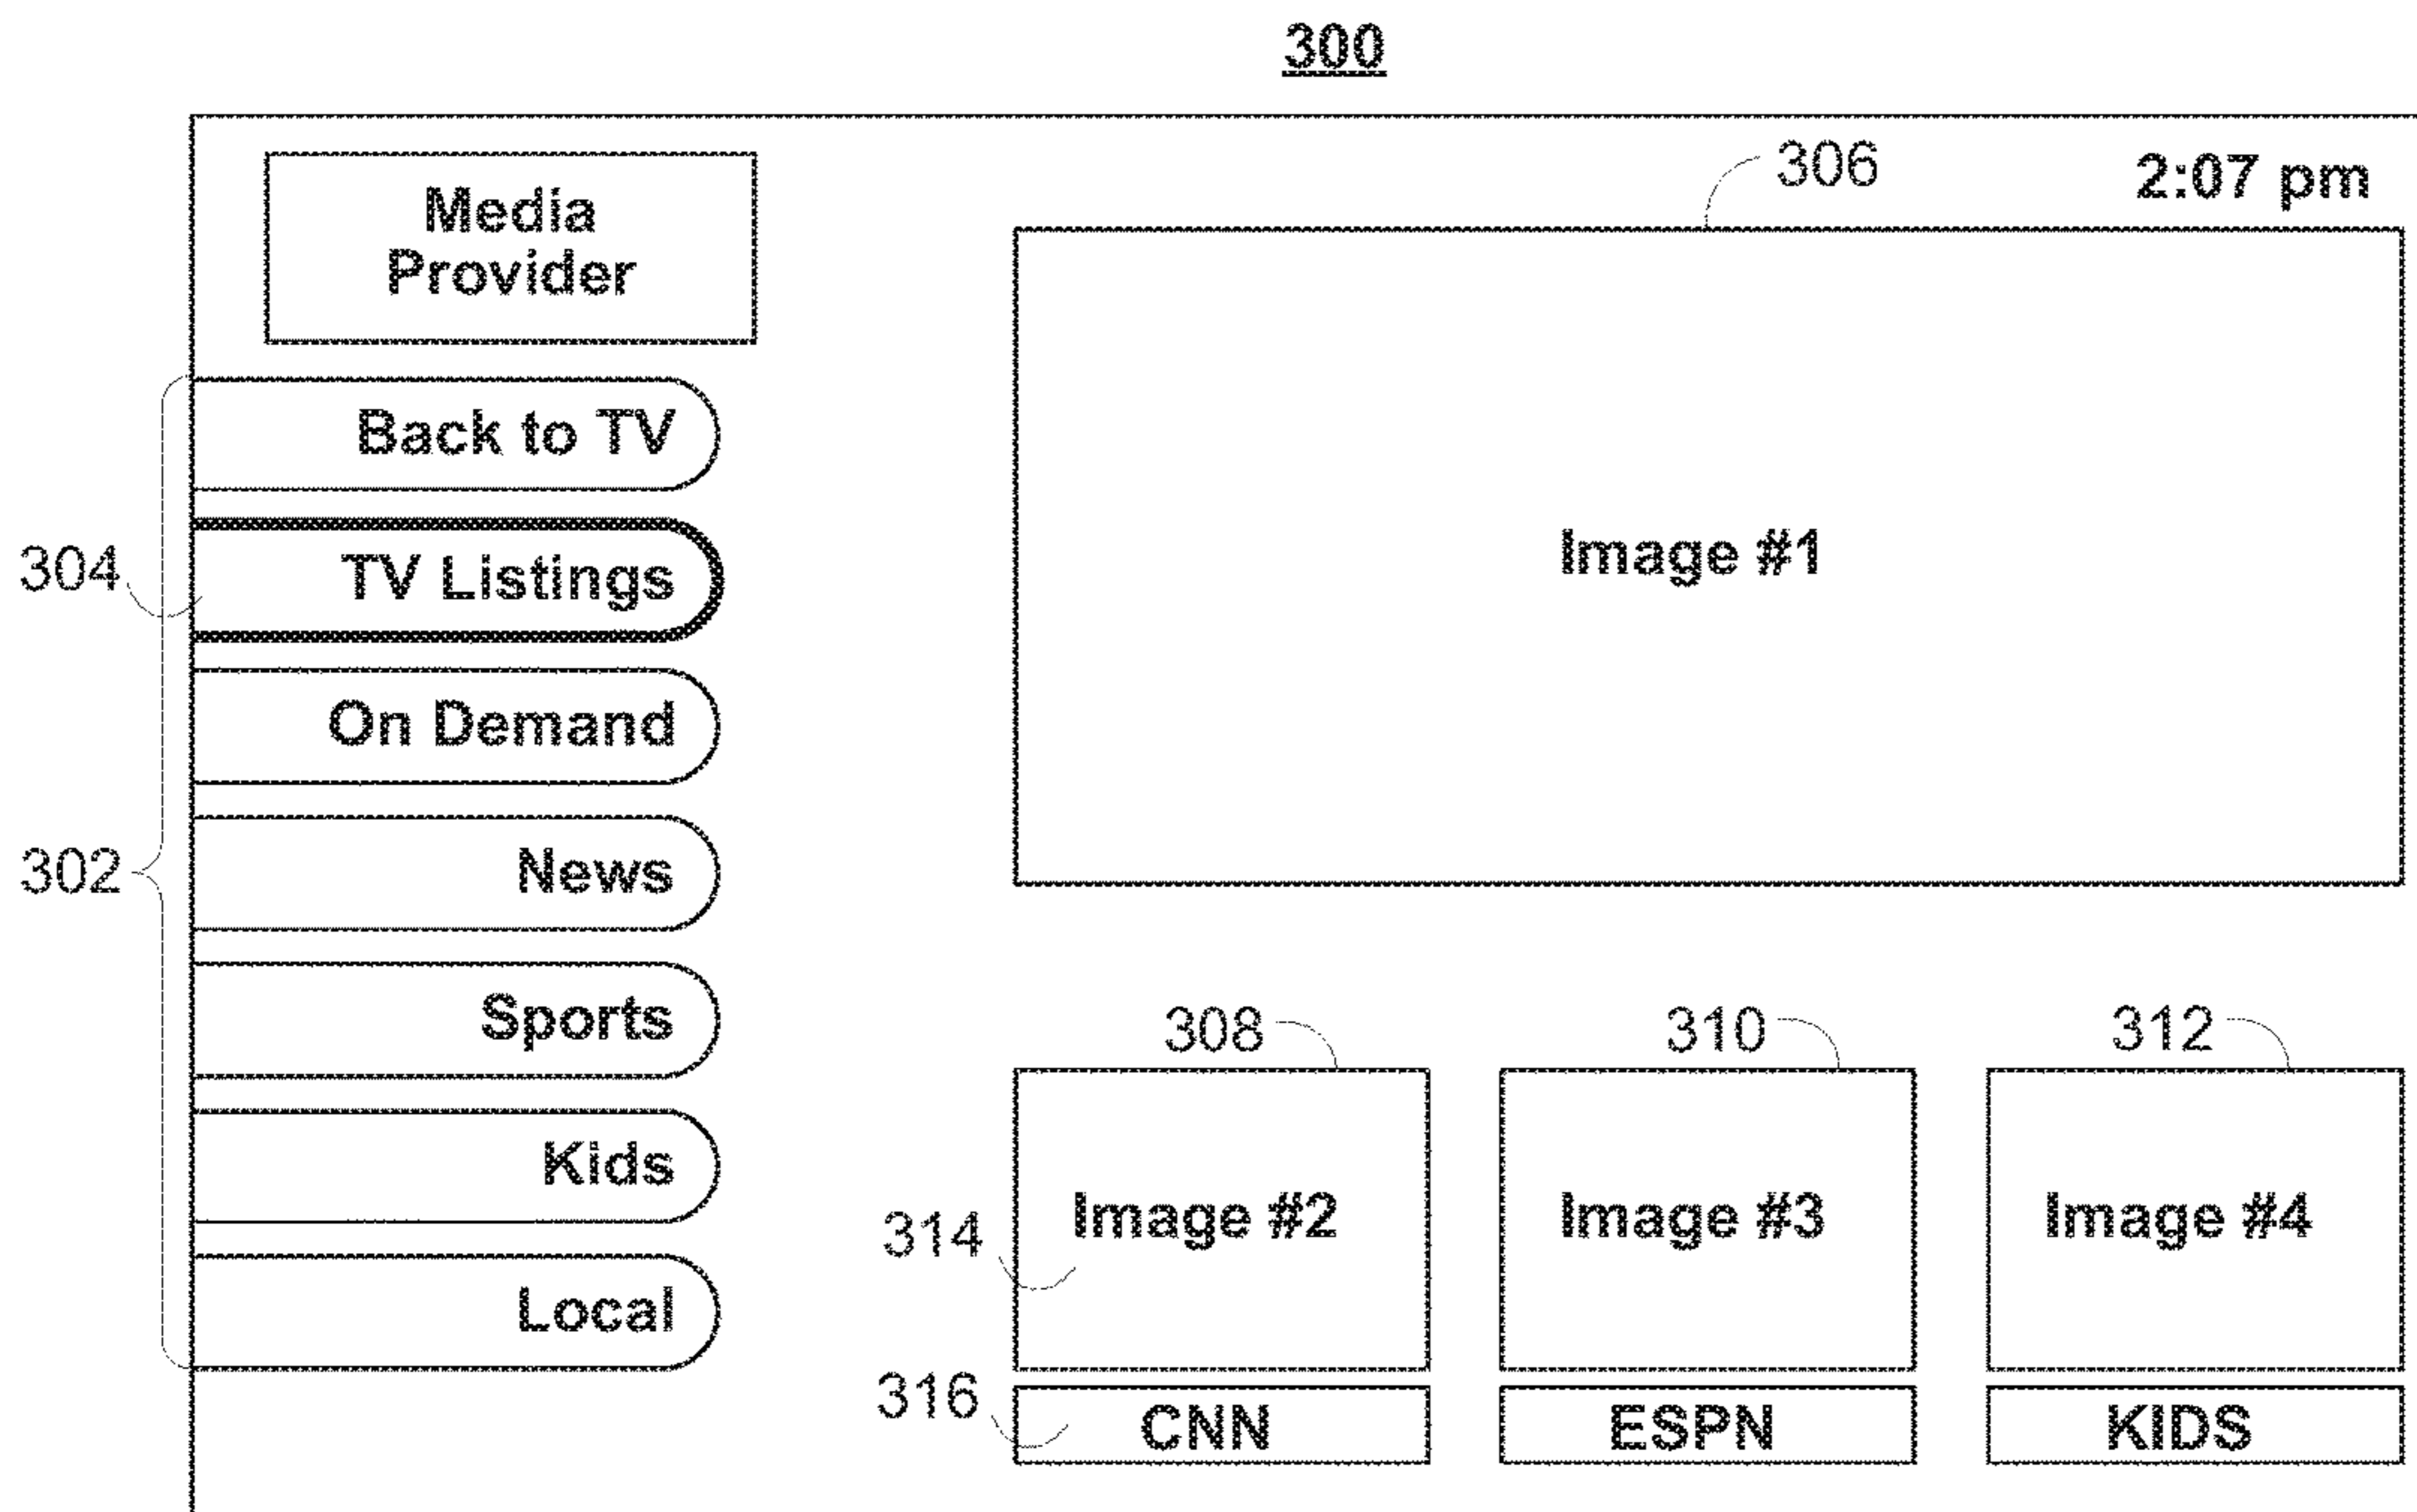 300
306
2:07 pm
Media
Provider
Back to TV
304
TV Listings
Image #1
On Demand
302
News
Sports
308
310
312
Kids
314
Image #2
Image #3
Image #4
Local
316
CNN
ESPN
KIDS